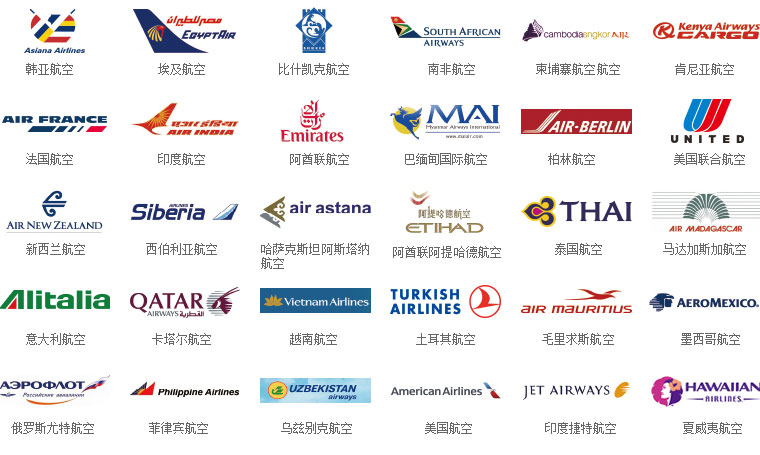 Asiana Airlines
مصر للطيران
EGYPTAIR
SOUTH AFRICAN
AIRWAYS
cambodiaangkor AIR
Kenya Airways
CARGO
韩亚航空
埃及航空
比什凯克航空
南非航空
柬埔寨航空航空
肯尼亚航空
AIR FRANCE
एअर इंडिया
AIR INDIA
Emirates
MAI
Myanmar Airways International
www.maiair.com
AIR-BERLIN
UNITED
法国航空
印度航空
阿首联航空
巴缅甸国际航空
柏林航空
美国联合航空
AIR NEW ZEALAND
AIRLINES
Siberia
air astana
阿提哈德航空
ETIHAD
THAI
AIR MADAGASCAR
新西兰航空
西伯利亚航空
哈萨克斯坦阿斯塔纳
航空
阿首联阿提哈德航空
泰国航空
马达加斯加航空
Alitalia
QATAR
AIRWAYS القطرية
Vietnam Airlines
TURKISH
AIRLINES
AIR MAURITIUS
AEROMEXICO.
意大利航空
卡塔尔航空
越南航空
土耳其航空
毛里求斯航空
墨西哥航空
АЭРОФЛОТ
Российские авиалинии
Philippine Airlines
UZBEKISTAN
airways
American Airlines
JET AIRWAYS
HAWAIIAN
AIRLINES.
俄罗斯尤特航空
菲律宾航空
乌兹别克航空
美国航空
印度捷特航空
夏威夷航空